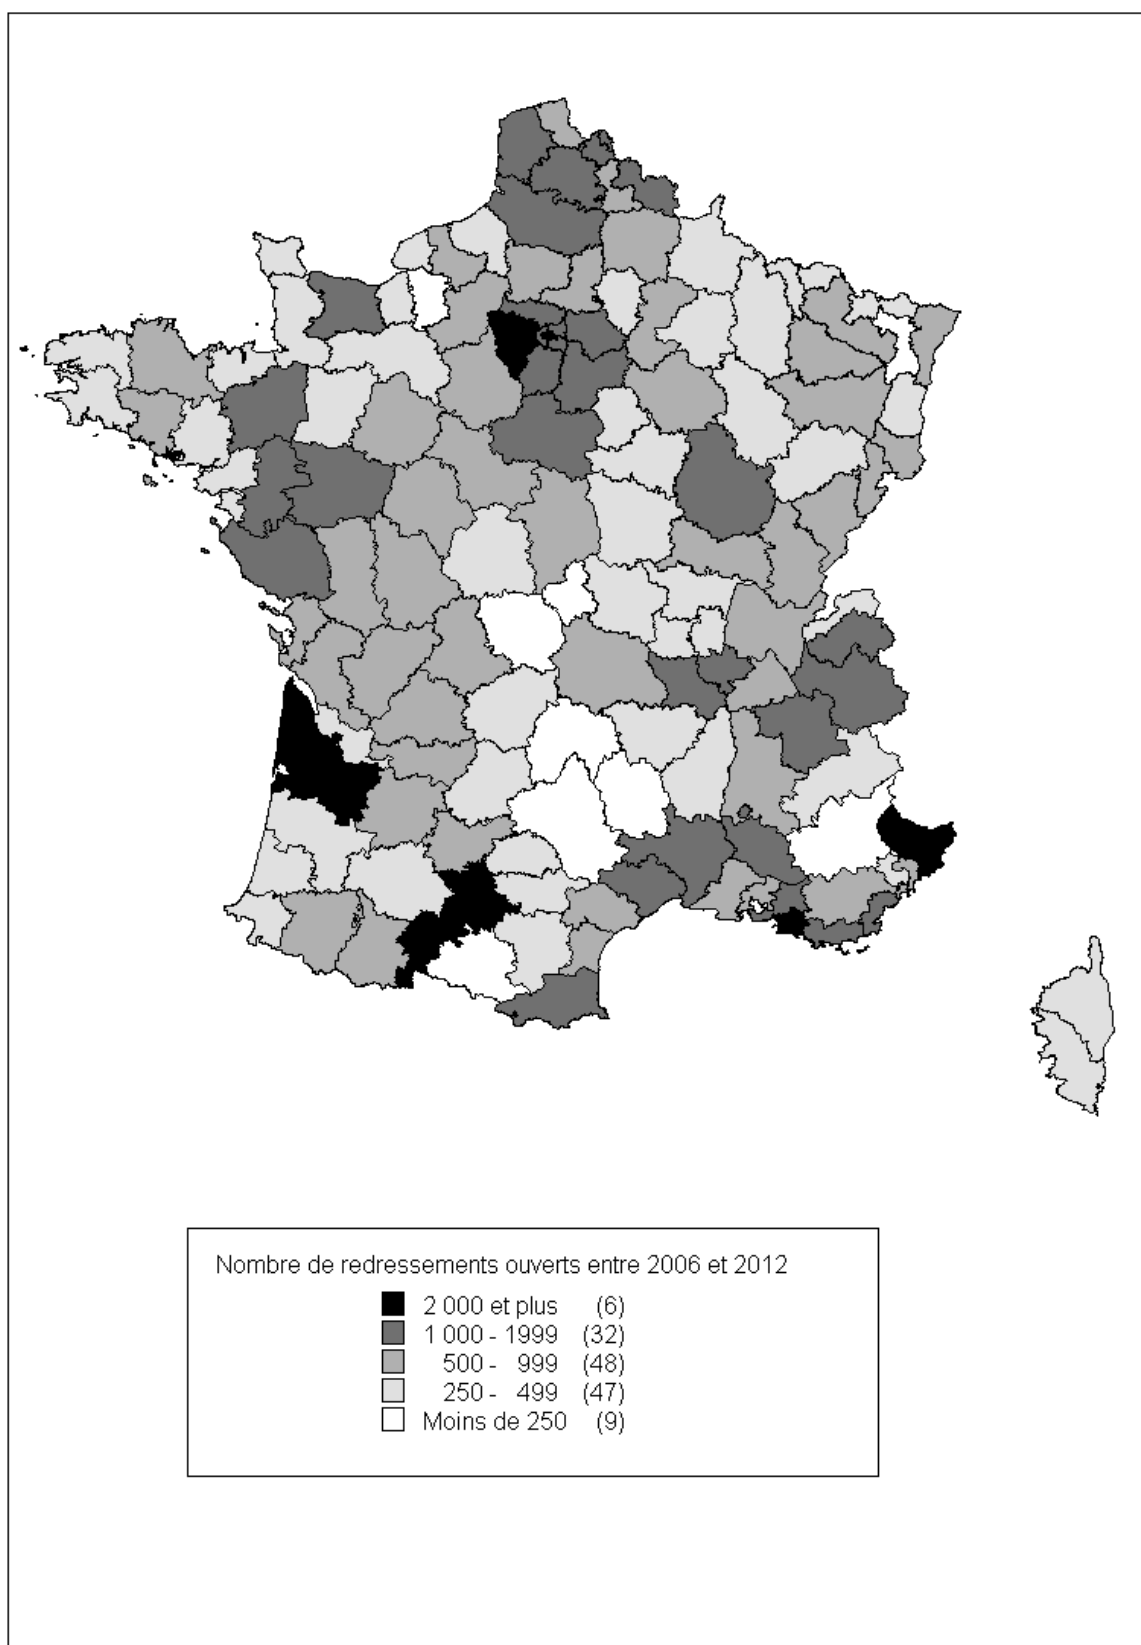 Nombre de redressements ouverts entre 2006 et 2012
2 000 et plus (6)
1 000 - 1999 (32)
500 - 999 (48)
250 - 499 (47)
Moins de 250 (9)